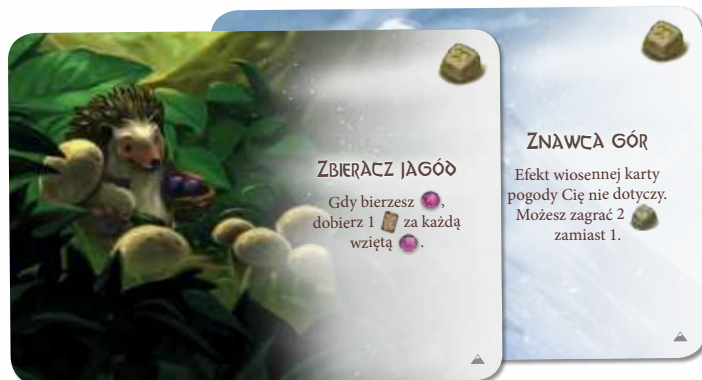 ZBIERACZ JAGÓD
Gdy bierzesz ,
dobierz 1 za każdą
wziętą .
ZNAWCA GÓR
Efekt wiosennej karty
pogody Cię nie dotyczy.
Możesz zagrać 2
zamiast 1.